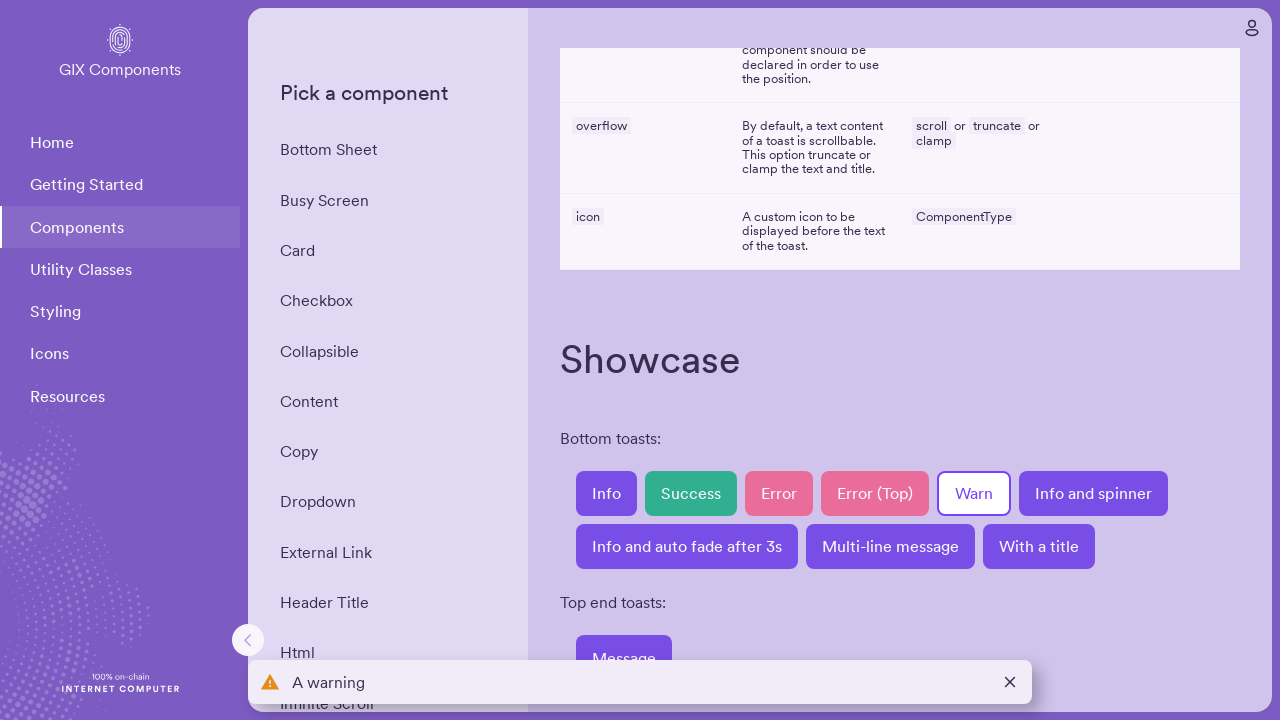 GIX Components
Home
Getting Started
Components
Utility Classes
Styling
Icons
Resources
100% on-chain
INTERNET COMPUTER
Pick a component
Bottom Sheet
Busy Screen
Card
Checkbox
Collapsible
Content
Copy
Dropdown
External Link
Header Title
Html
Infinite Scroll
component should be
declared in order to use
the position.
overflow
By default, a text content
of a toast is scrollable.
This option truncate or
clamp the text and title.
scroll or truncate or
clamp
icon
A custom icon to be
displayed before the text
of the toast.
ComponentType
Showcase
Bottom toasts:
Info Success Error Error (Top) Warn Info and spinner
Info and auto fade after 3s Multi-line message With a title
Top end toasts:
Message
A warning